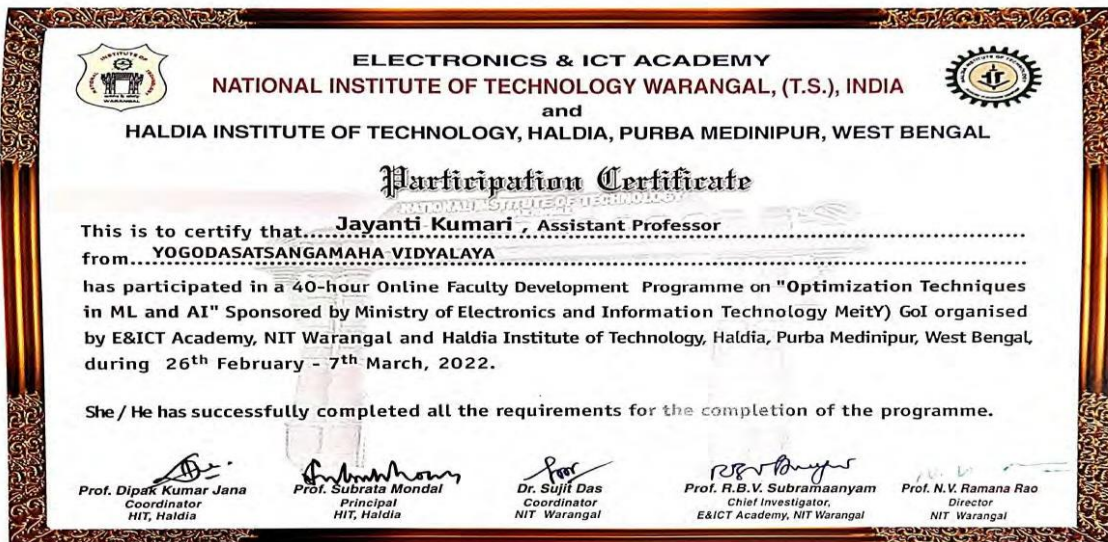 ELECTRONICS & ICT ACADEMY
NATIONAL INSTITUTE OF TECHNOLOGY WARANGAL, (T.S.), INDIA
and
HALDIA INSTITUTE OF TECHNOLOGY, HALDIA, PURBA MEDINIPUR, WEST BENGAL
Participation Certificate
This is to certify that... Jayanti Kumari , Assistant Professor
from... YOGODASATSANGAMAHA VIDYALAYA
has participated in a 40-hour Online Faculty Development Programme on "Optimization Techniques
in ML and AI" Sponsored by Ministry of Electronics and Information Technology MeitY) GoI organised
by E&ICT Academy, NIT Warangal and Haldia Institute of Technology, Haldia, Purba Medinipur, West Bengal,
during 26th February - 7th March, 2022.
She / He has successfully completed all the requirements for the completion of the programme.
Prof. Dipak Kumar Jana
Coordinator
HIT, Haldia
Prof. Subrata Mondal
Principal
HIT, Haldia
Dr. Sujit Das
Coordinator
NIT Warangal
Prof. R.B.V. Subramaanyam
Chief Investigator,
E&ICT Academy, NIT Warangal
Prof. N.V. Ramana Rao
Director
NIT Warangal